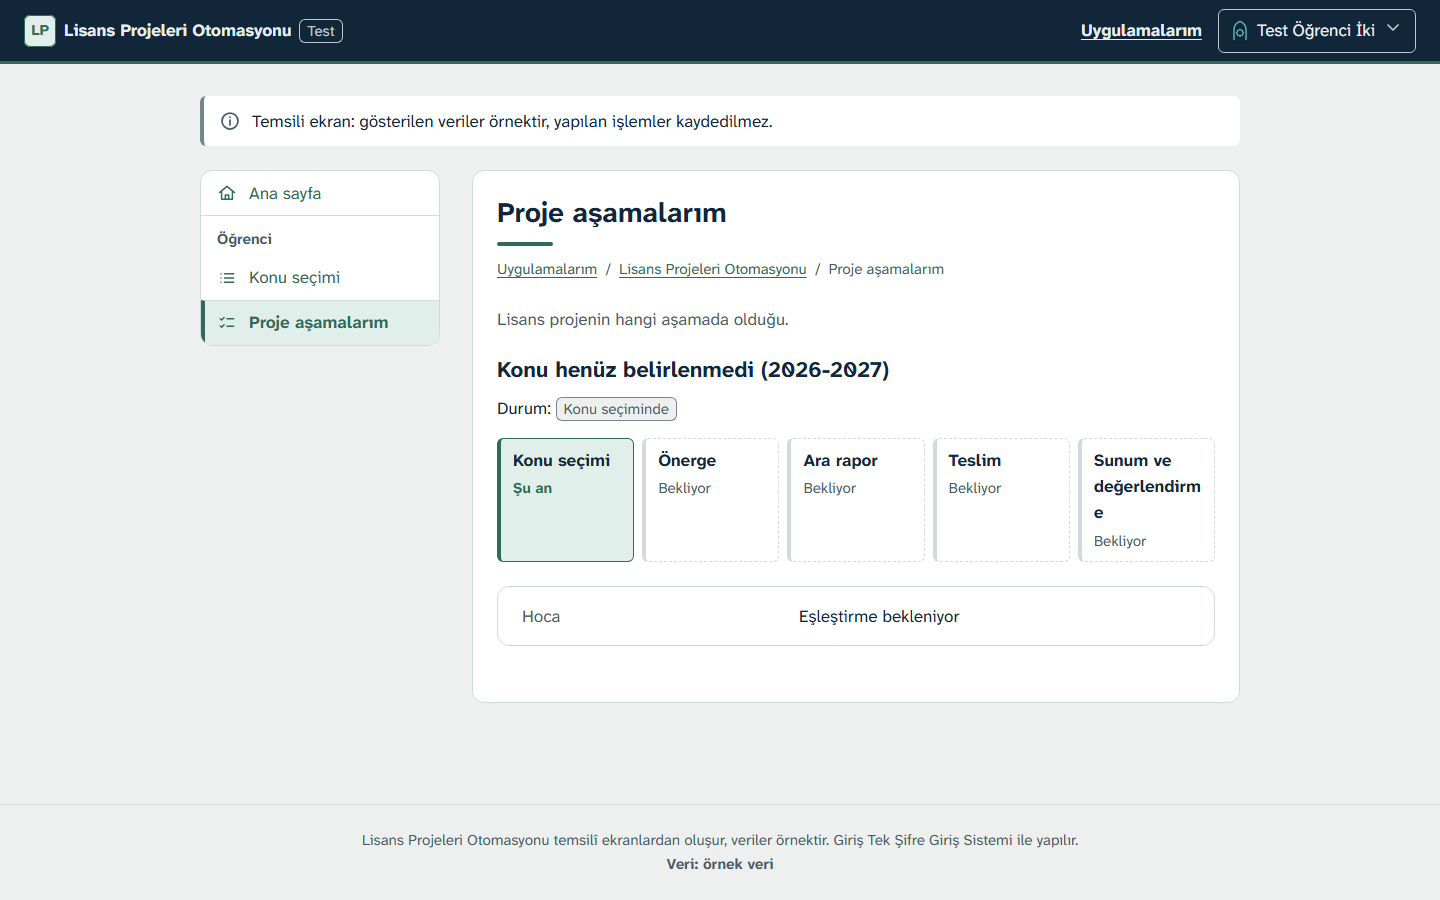 LP Lisans Projeleri Otomasyonu Test
Uygulamalarım
Test Öğrenci İki
Temsili ekran: gösterilen veriler örnektir, yapılan işlemler kaydedilmez.
Ana sayfa
Öğrenci
Konu seçimi
Proje aşamalarım
Proje aşamalarım
Uygulamalarım / Lisans Projeleri Otomasyonu / Proje aşamalarım
Lisans projenin hangi aşamada olduğu.
Konu henüz belirlenmedi (2026-2027)
Durum: Konu seçiminde
Konu seçimi
Şu an
Önerge
Bekliyor
Ara rapor
Bekliyor
Teslim
Bekliyor
Sunum ve
değerlendirm
e
Bekliyor
Hoca
Eşleştirme bekleniyor
Lisans Projeleri Otomasyonu temsilî ekranlardan oluşur, veriler örnektir. Giriş Tek Şifre Giriş Sistemi ile yapılır.
Veri: örnek veri